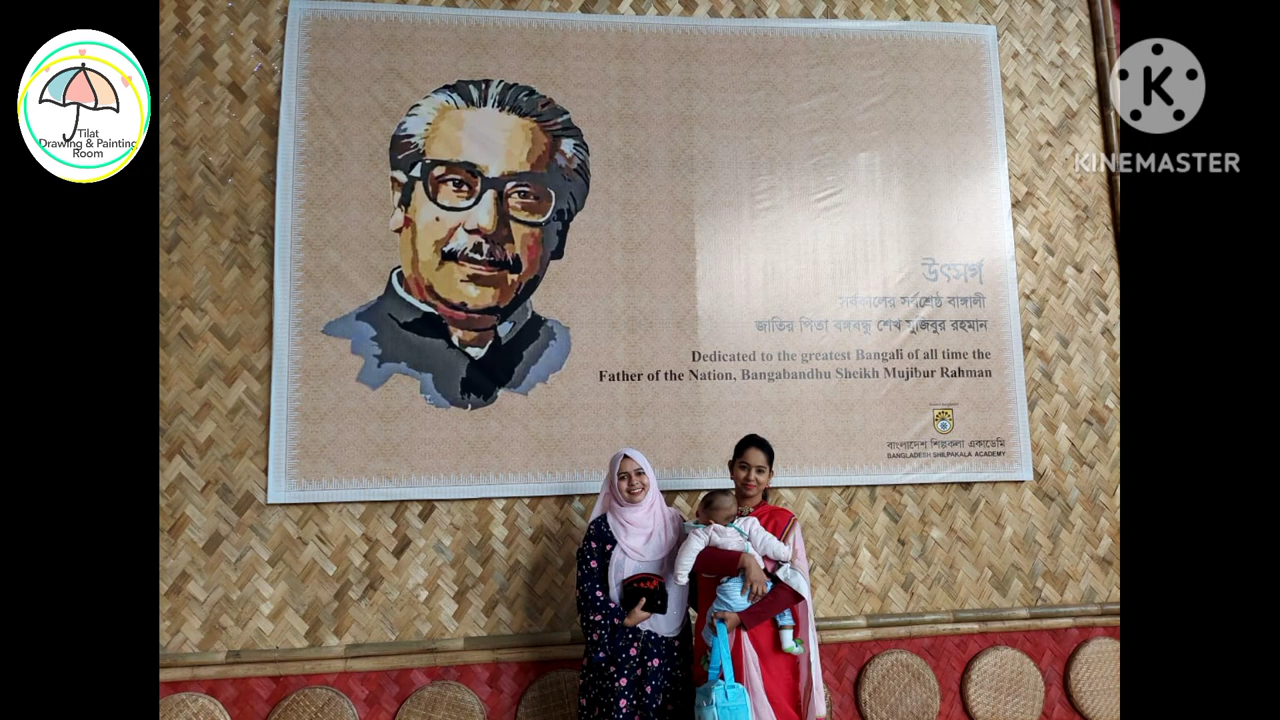 Tilat
Drawing & Painting
Room
KINEMASTER
উৎসর্গ
সর্বকালের সর্বশ্রেষ্ঠ বাঙ্গালী
জাতির পিতা বঙ্গবন্ধু শেখ মুজিবুর রহমান
Dedicated to the greatest Bangali of all time the
Father of the Nation, Bangabandhu Sheikh Mujibur Rahman
বাংলাদেশ শিল্পকলা একাডেমি
BANGLADESH SHILPAKALA ACADEMY